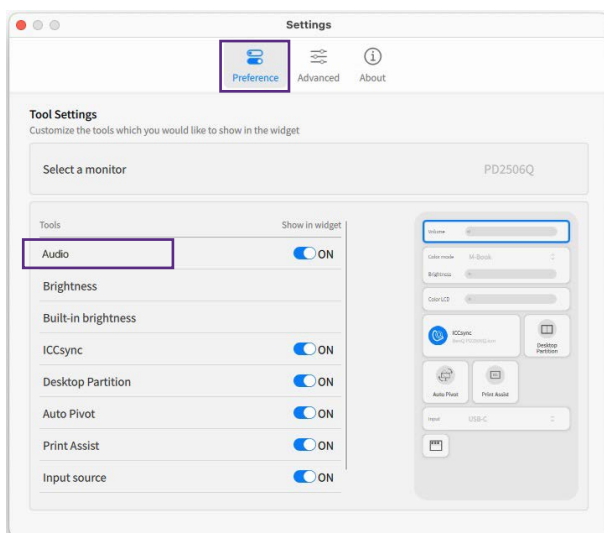 Settings
Preference Advanced About
Tool Settings
Customize the tools which you would like to show in the widget
Select a monitor PD2506Q
Tools Show in widget
Audio ON
Brightness
Built-in brightness
ICCsync ON
Desktop Partition ON
Auto Pivot ON
Print Assist ON
Input source ON
Volume
Color mode M-Book
Brightness
Color LCD
ICCsync
Desktop
Partition
Auto Pivot Print Assist
Input USB-C